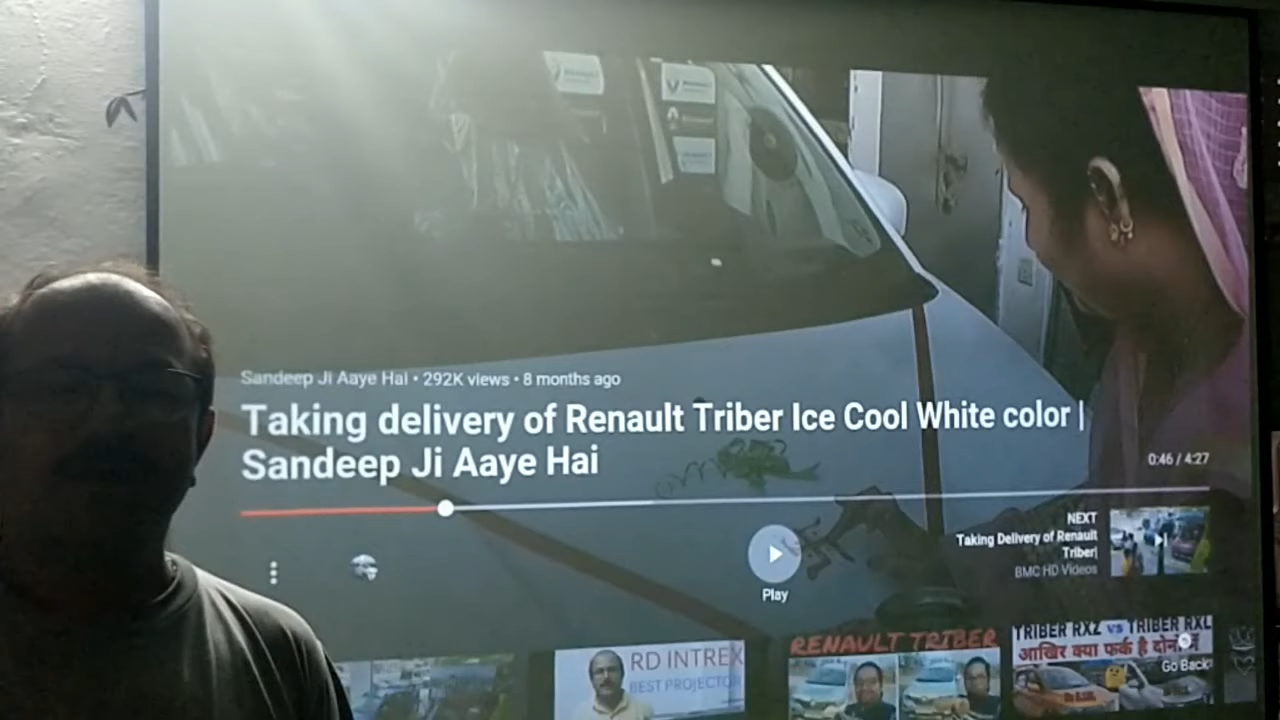 Sandeep Ji Aaye Hai • 292K views • 8 months ago
Taking delivery of Renault Triber Ice Cool White color |
Sandeep Ji Aaye Hai
0:46 / 4:27
NEXT
Taking Delivery of Renault
Triber|
BMC HD Videos
Play
RD INTREX
BEST PROJECTOR
RENAULT TRIBER
TRIBER RXZ VS TRIBER RXL
आखिर क्या फर्क है दोनों में
Go Back